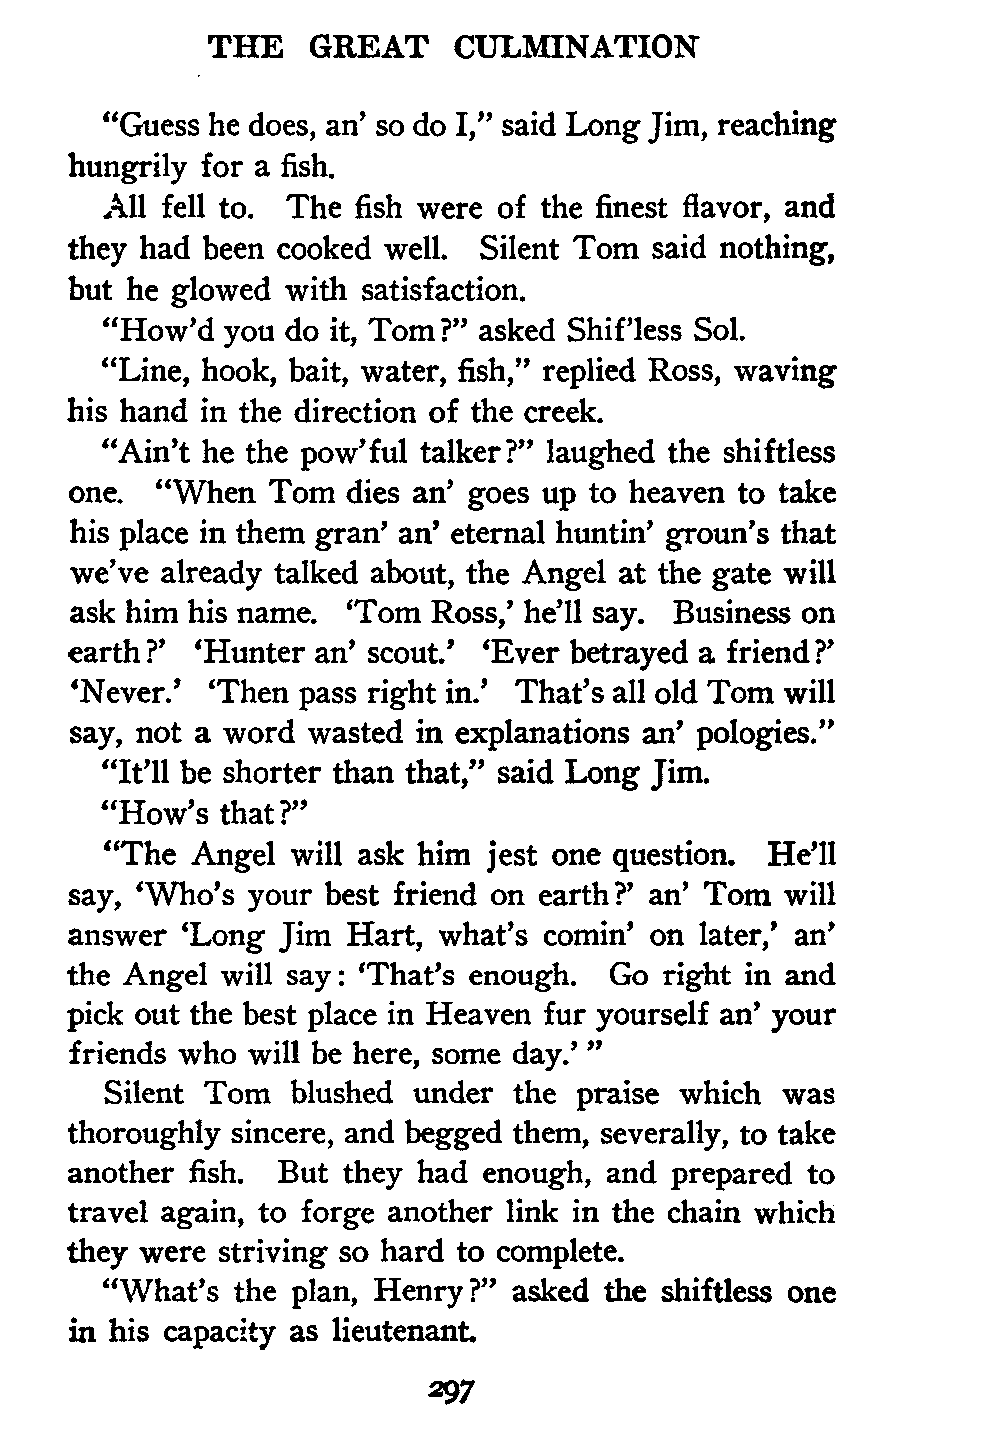 THE GREAT CULMINATION
“Guess he does, an’ so do I,” said Long Jim, reaching
hungrily for a fish.
All fell to. The fish were of the finest flavor, and
they had been cooked well. Silent Tom said nothing,
but he glowed with satisfaction.
“How’d you do it, Tom?” asked Shif’less Sol.
“Line, hook, bait, water, fish,” replied Ross, waving
his hand in the direction of the creek.
“Ain’t he the pow’ful talker?” laughed the shiftless
one. “When Tom dies an’ goes up to heaven to take
his place in them gran’ an’ eternal huntin’ groun’s that
we’ve already talked about, the Angel at the gate will
ask him his name. ‘Tom Ross,’ he’ll say. Business on
earth?’ ‘Hunter an’ scout.’ ‘Ever betrayed a friend?’
‘Never.’ ‘Then pass right in.’ That’s all old Tom will
say, not a word wasted in explanations an’ pologies.”
“It’ll be shorter than that,” said Long Jim.
“How’s that?”
“The Angel will ask him jest one question. He’ll
say, ‘Who’s your best friend on earth?’ an’ Tom will
answer ‘Long Jim Hart, what’s comin’ on later,’ an’
the Angel will say: ‘That’s enough. Go right in and
pick out the best place in Heaven fur yourself an’ your
friends who will be here, some day.’ ”
Silent Tom blushed under the praise which was
thoroughly sincere, and begged them, severally, to take
another fish. But they had enough, and prepared to
travel again, to forge another link in the chain which
they were striving so hard to complete.
“What’s the plan, Henry?” asked the shiftless one
in his capacity as lieutenant.
297